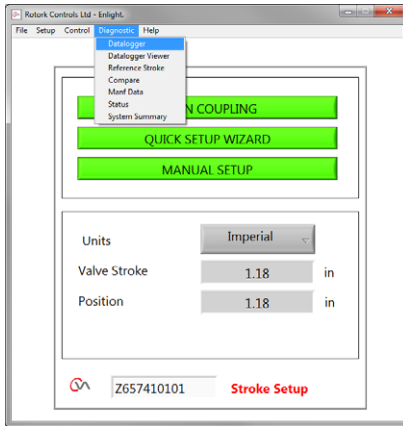 Rotork Controls Ltd - Enlight.
File Setup Control Diagnostic Help
Datalogger
Datalogger Viewer
Reference Stroke
Compare
Manf Data
Status
System Summary
N COUPLING
QUICK SETUP WIZARD
MANUAL SETUP
Units Imperial
Valve Stroke 1.18 in
Position 1.18 in
Z657410101 Stroke Setup